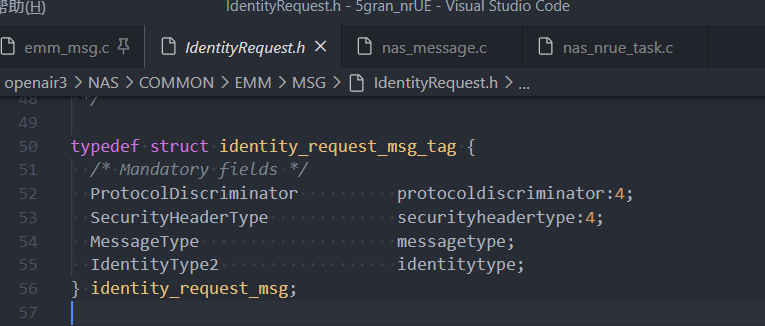 帮助(H)
IdentityRequest.h - 5gran_nrUE - Visual Studio Code
emm_msg.c IdentityRequest.h × nas_message.c nas_nrue_task.c
openair3 > NAS > COMMON > EMM > MSG > IdentityRequest.h > ...
48 */
49
50 typedef struct identity_request_msg_tag {
51 /* Mandatory fields */
52 ProtocolDiscriminator protocoldiscriminator:4;
53 SecurityHeaderType securityheadertype:4;
54 MessageType messagetype;
55 IdentityType2 identitytype;
56 } identity_request_msg;
57